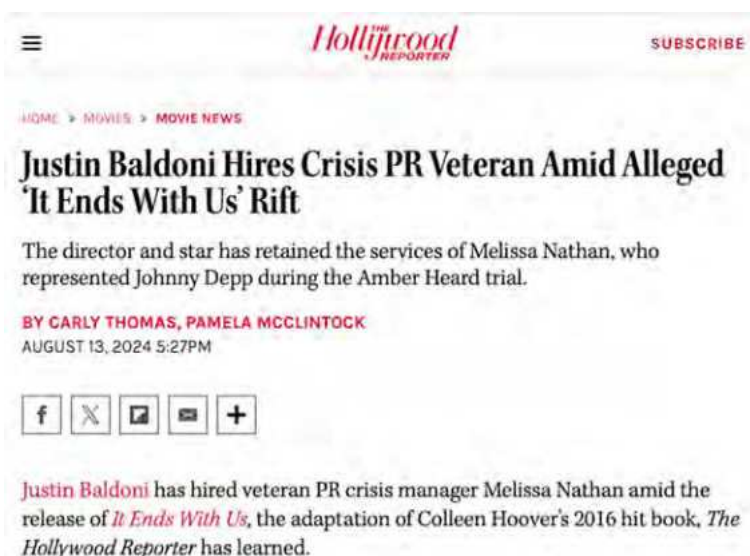 THE
Hollywood
REPORTER
SUBSCRIBE
HOME > MOVIES > MOVIE NEWS
Justin Baldoni Hires Crisis PR Veteran Amid Alleged
‘It Ends With Us’ Rift
The director and star has retained the services of Melissa Nathan, who
represented Johnny Depp during the Amber Heard trial.
BY CARLY THOMAS, PAMELA MCCLINTOCK
AUGUST 13, 2024 5:27PM
Justin Baldoni has hired veteran PR crisis manager Melissa Nathan amid the
release of It Ends With Us, the adaptation of Colleen Hoover’s 2016 hit book, The
Hollywood Reporter has learned.